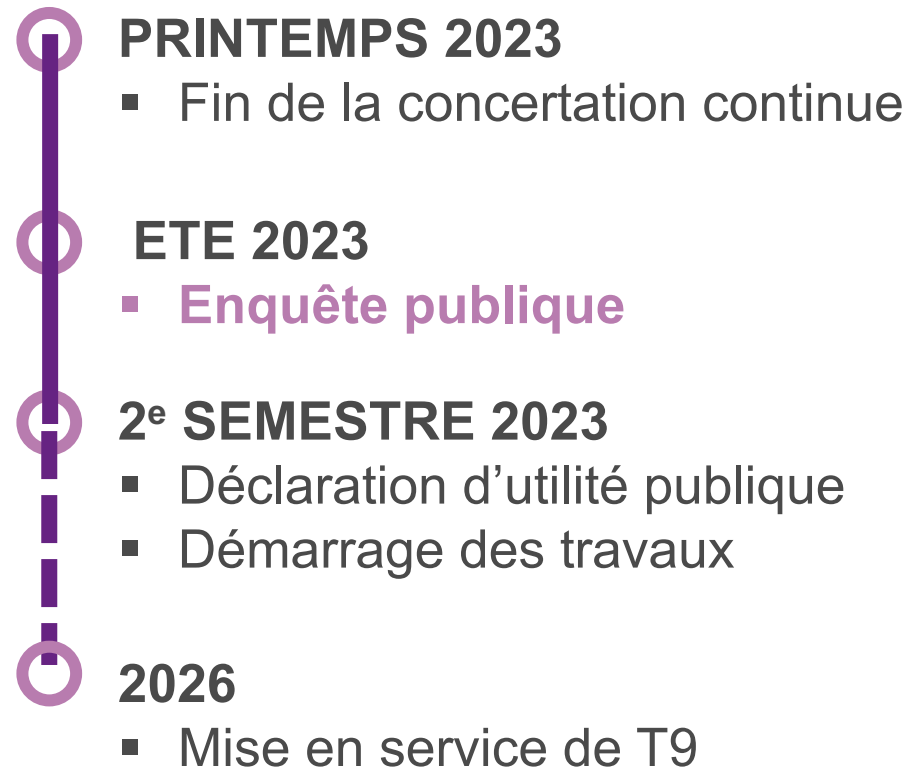 PRINTEMPS 2023
▪ Fin de la concertation continue
ETE 2023
▪ Enquête publique
2e SEMESTRE 2023
▪ Déclaration d’utilité publique
▪ Démarrage des travaux
2026
▪ Mise en service de T9